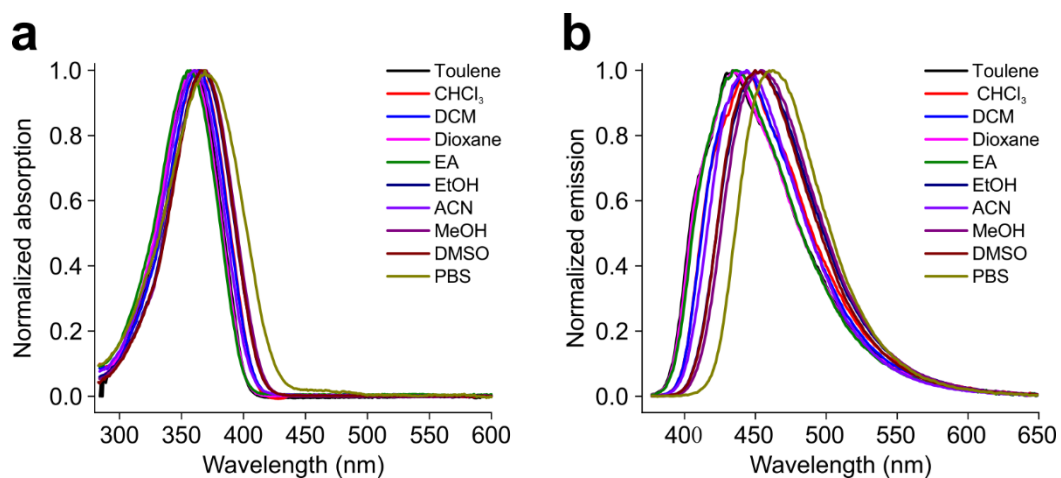 a
Normalized absorption
1.0
0.8
0.6
0.4
0.2
0.0
300 350 400 450 500 550 600
Wavelength (nm)
Toulene
CHCl₃
DCM
Dioxane
EA
EtOH
ACN
MeOH
DMSO
PBS
b
Normalized emission
1.0
0.8
0.6
0.4
0.2
0.0
400 450 500 550 600 650
Wavelength (nm)
Toulene
CHCl₃
DCM
Dioxane
EA
EtOH
ACN
MeOH
DMSO
PBS